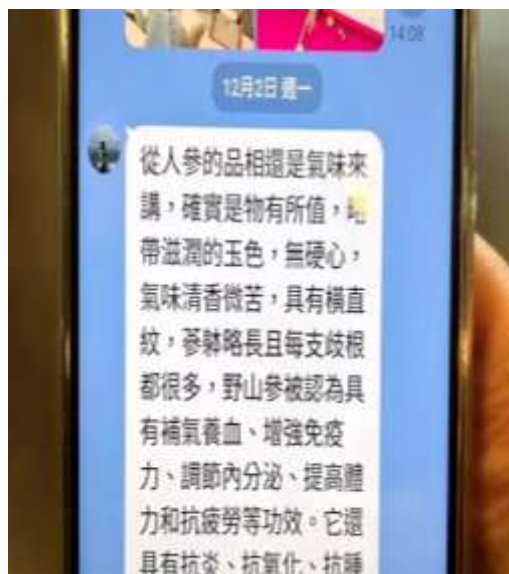 14:08
12月2日 週一
從人參的品相還是氣味來
講，確實是物有所值，略
帶滋潤的玉色，無硬心，
氣味清香微苦，具有橫直
紋，蔘躰略長且每支歧根
都很多，野山參被認為具
有補氣養血、增強免疫
力、調節內分泌、提高體
力和抗疲勞等功效。它還
具有抗炎、抗氧化、抗腫